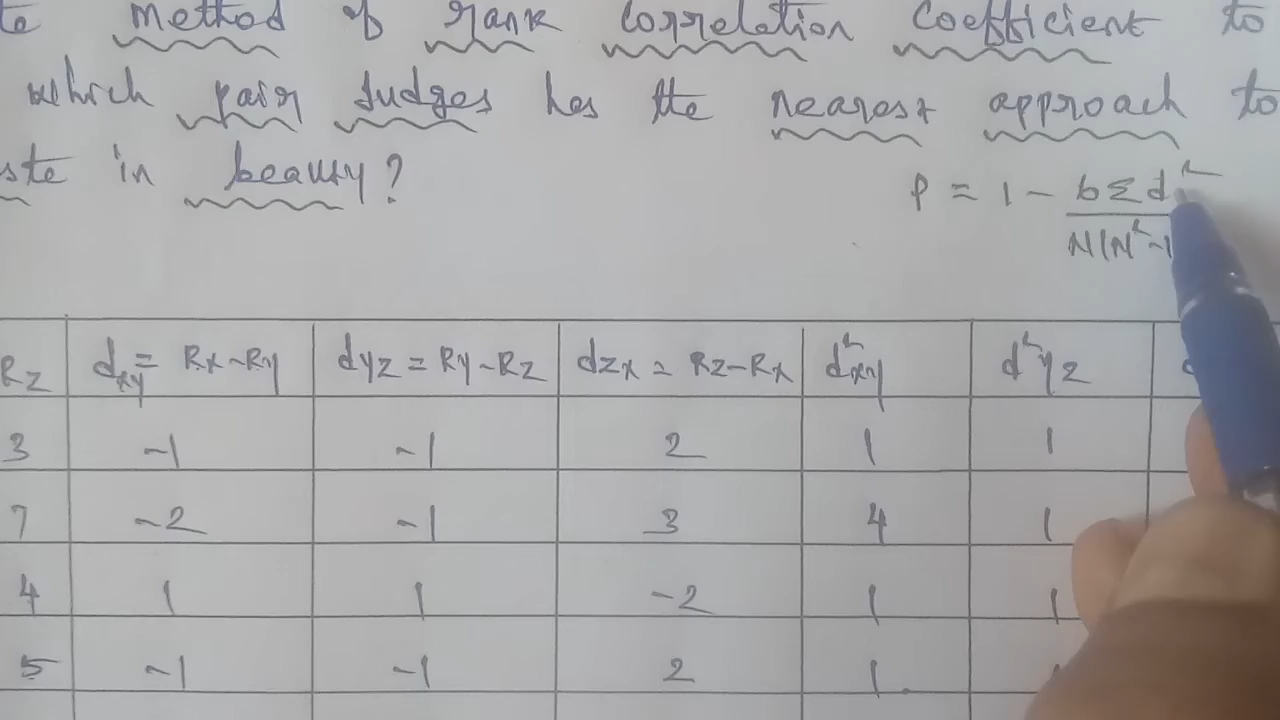 te method of rank correlation coefficient to
which pair Judges has the nearest approach to
ste in beauty?
P = 1 - 6Σd²
N(N²-1
Rz dxy = Rx-Ry dyz = Ry-Rz dzx = Rz-Rx d²xy d²yz
3 -1 -1 2 1 1
7 -2 -1 3 4 1
4 1 1 -2 1 1
5 -1 -1 2 1